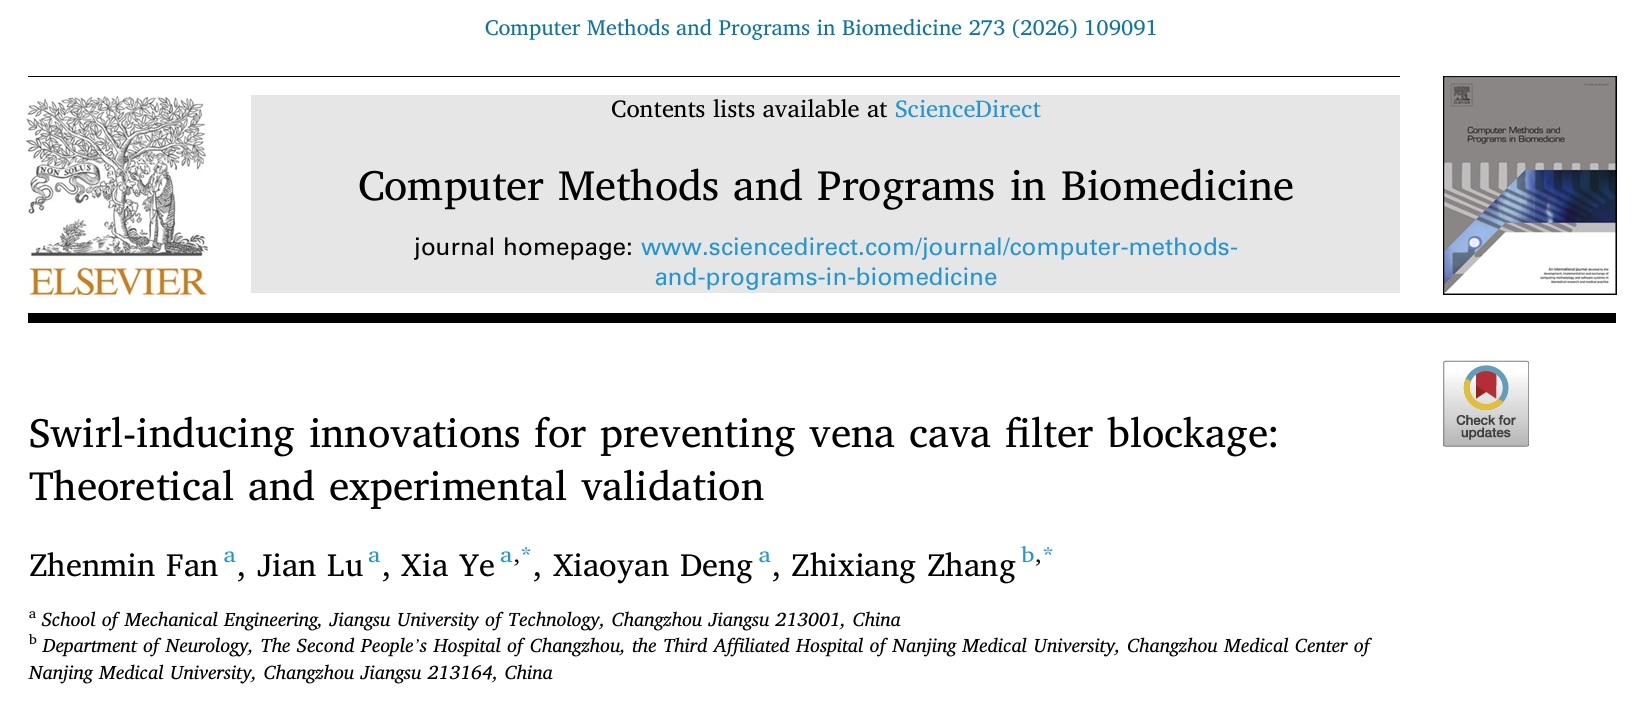 Computer Methods and Programs in Biomedicine 273 (2026) 109091
Contents lists available at ScienceDirect
Computer Methods and Programs in Biomedicine
journal homepage: www.sciencedirect.com/journal/computer-methods-
and-programs-in-biomedicine
NON SOLUS
ELSEVIER
Computer Methods and
Programs in Biomedicine
Check for
updates
Swirl-inducing innovations for preventing vena cava filter blockage:
Theoretical and experimental validation
Zhenmin Fan a, Jian Lu a, Xia Ye a,*, Xiaoyan Deng a, Zhixiang Zhang b,*
a School of Mechanical Engineering, Jiangsu University of Technology, Changzhou Jiangsu 213001, China
b Department of Neurology, The Second People's Hospital of Changzhou, the Third Affiliated Hospital of Nanjing Medical University, Changzhou Medical Center of
Nanjing Medical University, Changzhou Jiangsu 213164, China